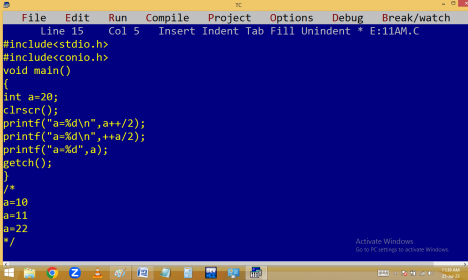 TC
File Edit Run Compile Project Options Debug Break/watch
Line 15 Col 5 Insert Indent Tab Fill Unindent * E:11AM.C
#include<stdio.h>
#include<conio.h>
void main()
{
int a=20;
clrscr();
printf("a=%d\n",a++/2);
printf("a=%d\n",++a/2);
printf("a=%d",a);
getch();
}
/*
a=10
a=11
a=22
*/
Activate Windows
Go to PC settings to activate Windows.